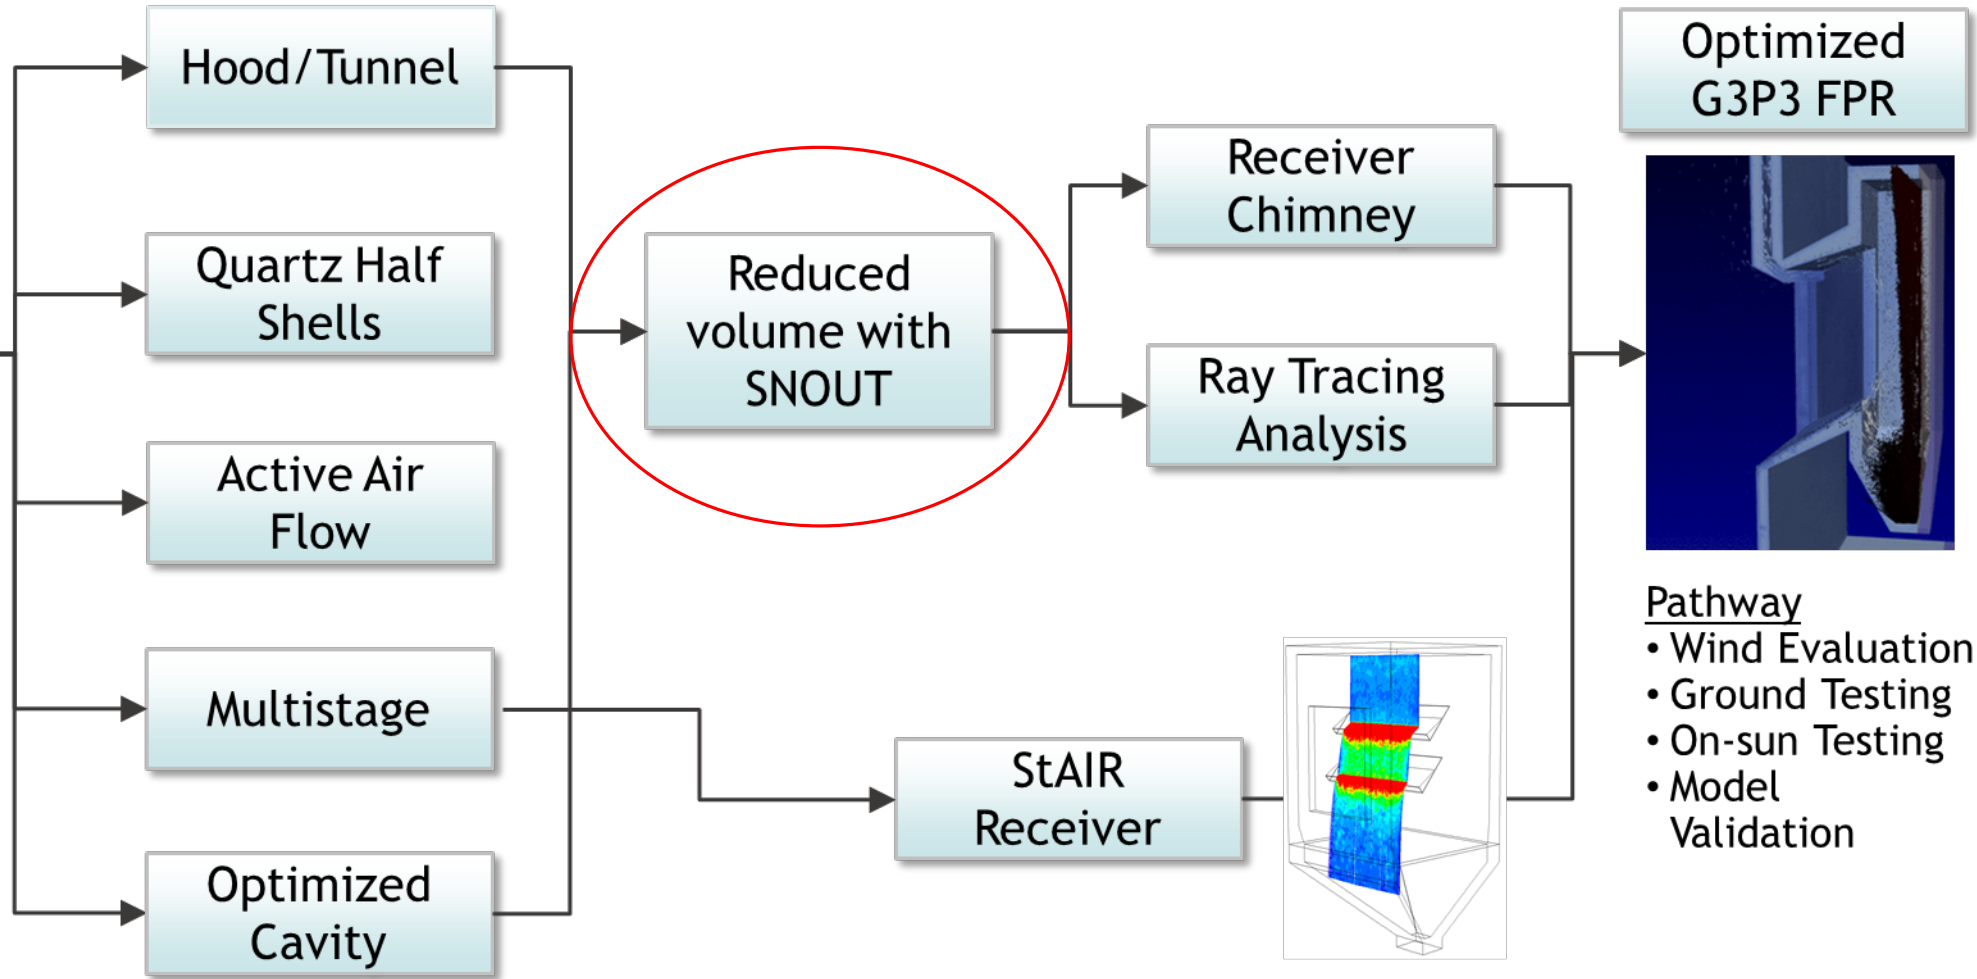 Hood/Tunnel
Quartz Half
Shells
Active Air
Flow
Multistage
Optimized
Cavity
Reduced
volume with
SNOUT
Receiver
Chimney
Ray Tracing
Analysis
StAIR
Receiver
Optimized
G3P3 FPR
Pathway
• Wind Evaluation
• Ground Testing
• On-sun Testing
• Model
Validation